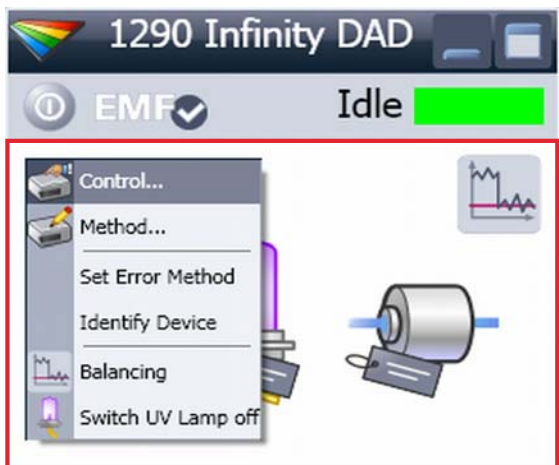 1290 Infinity DAD
EMF Idle
Control...
Method...
Set Error Method
Identify Device
Balancing
Switch UV Lamp off